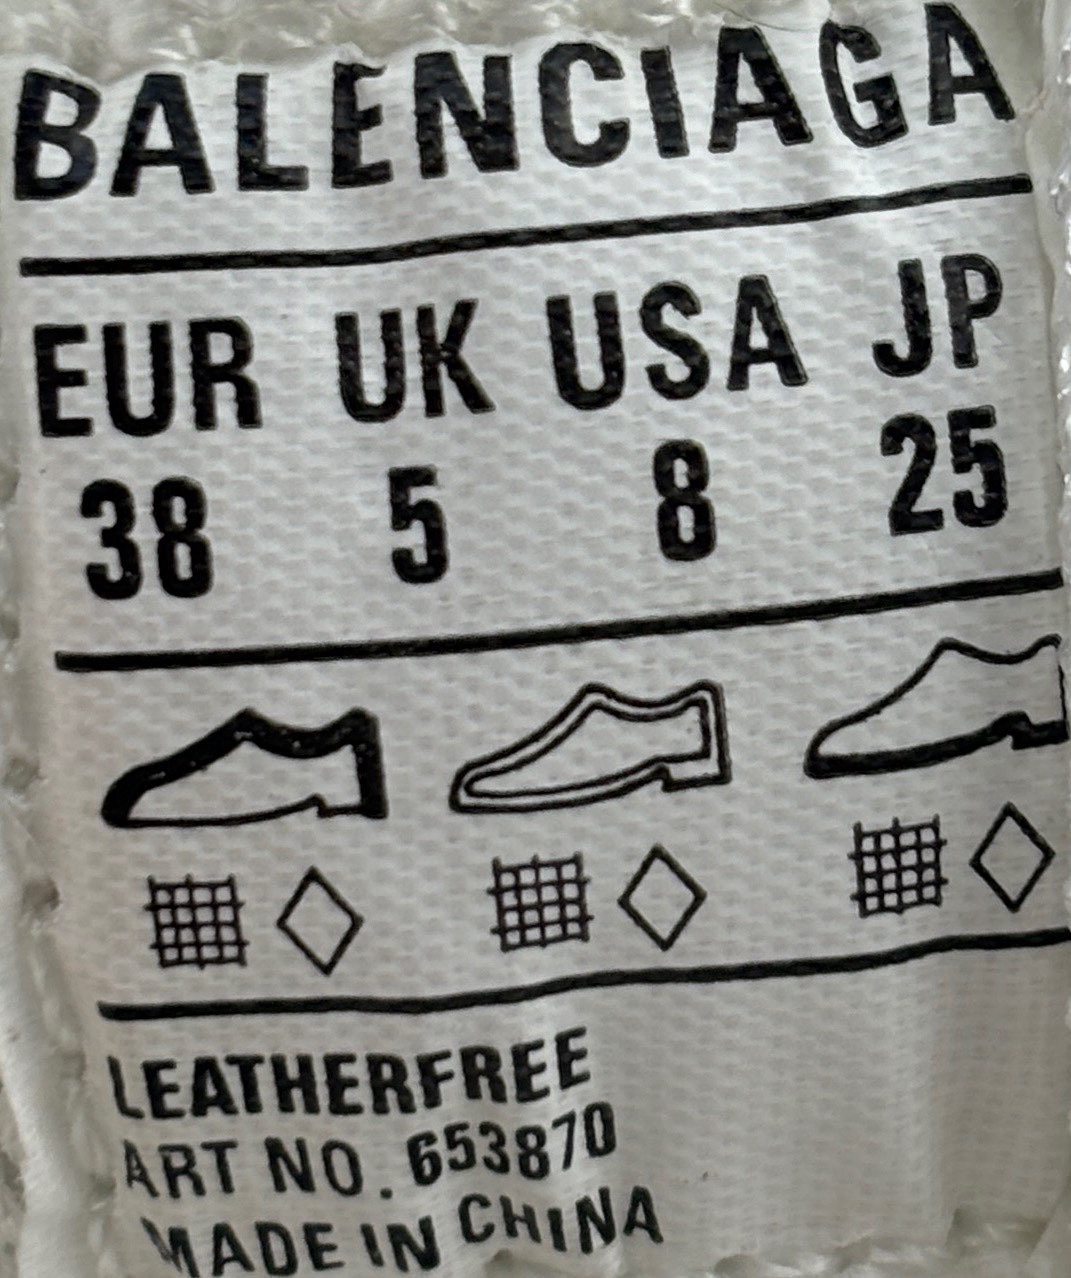 BALENCIAGA
EUR UK USA JP
38 5 8 25
LEATHERFREE
ART NO. 653870
MADE IN CHINA